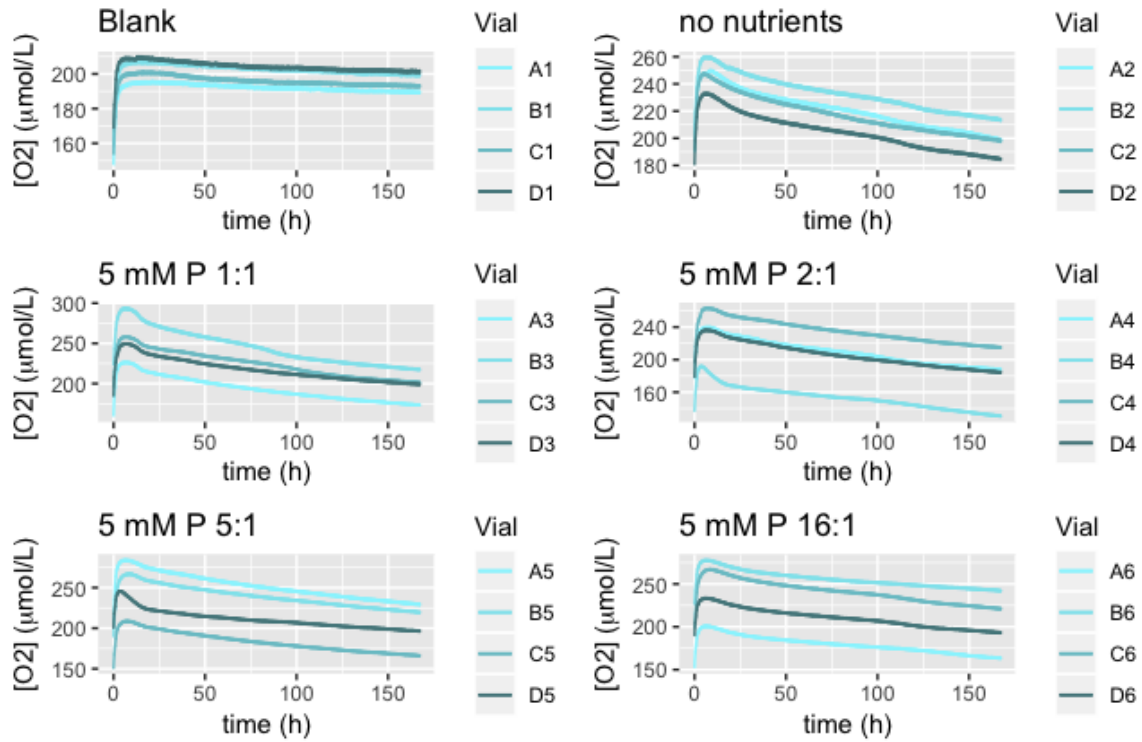 Blank
[O2] (μmol/L)
200
180
160
0
50
100
150
time (h)
Vial
A1
B1
C1
D1
no nutrients
[O2] (μmol/L)
260
240
220
200
180
0
50
100
150
time (h)
Vial
A2
B2
C2
D2
5 mM P 1:1
[O2] (μmol/L)
300
250
200
0
50
100
150
time (h)
Vial
A3
B3
C3
D3
5 mM P 2:1
[O2] (μmol/L)
240
200
160
0
50
100
150
time (h)
Vial
A4
B4
C4
D4
5 mM P 5:1
[O2] (μmol/L)
250
200
150
0
50
100
150
time (h)
Vial
A5
B5
C5
D5
5 mM P 16:1
[O2] (μmol/L)
250
200
150
0
50
100
150
time (h)
Vial
A6
B6
C6
D6